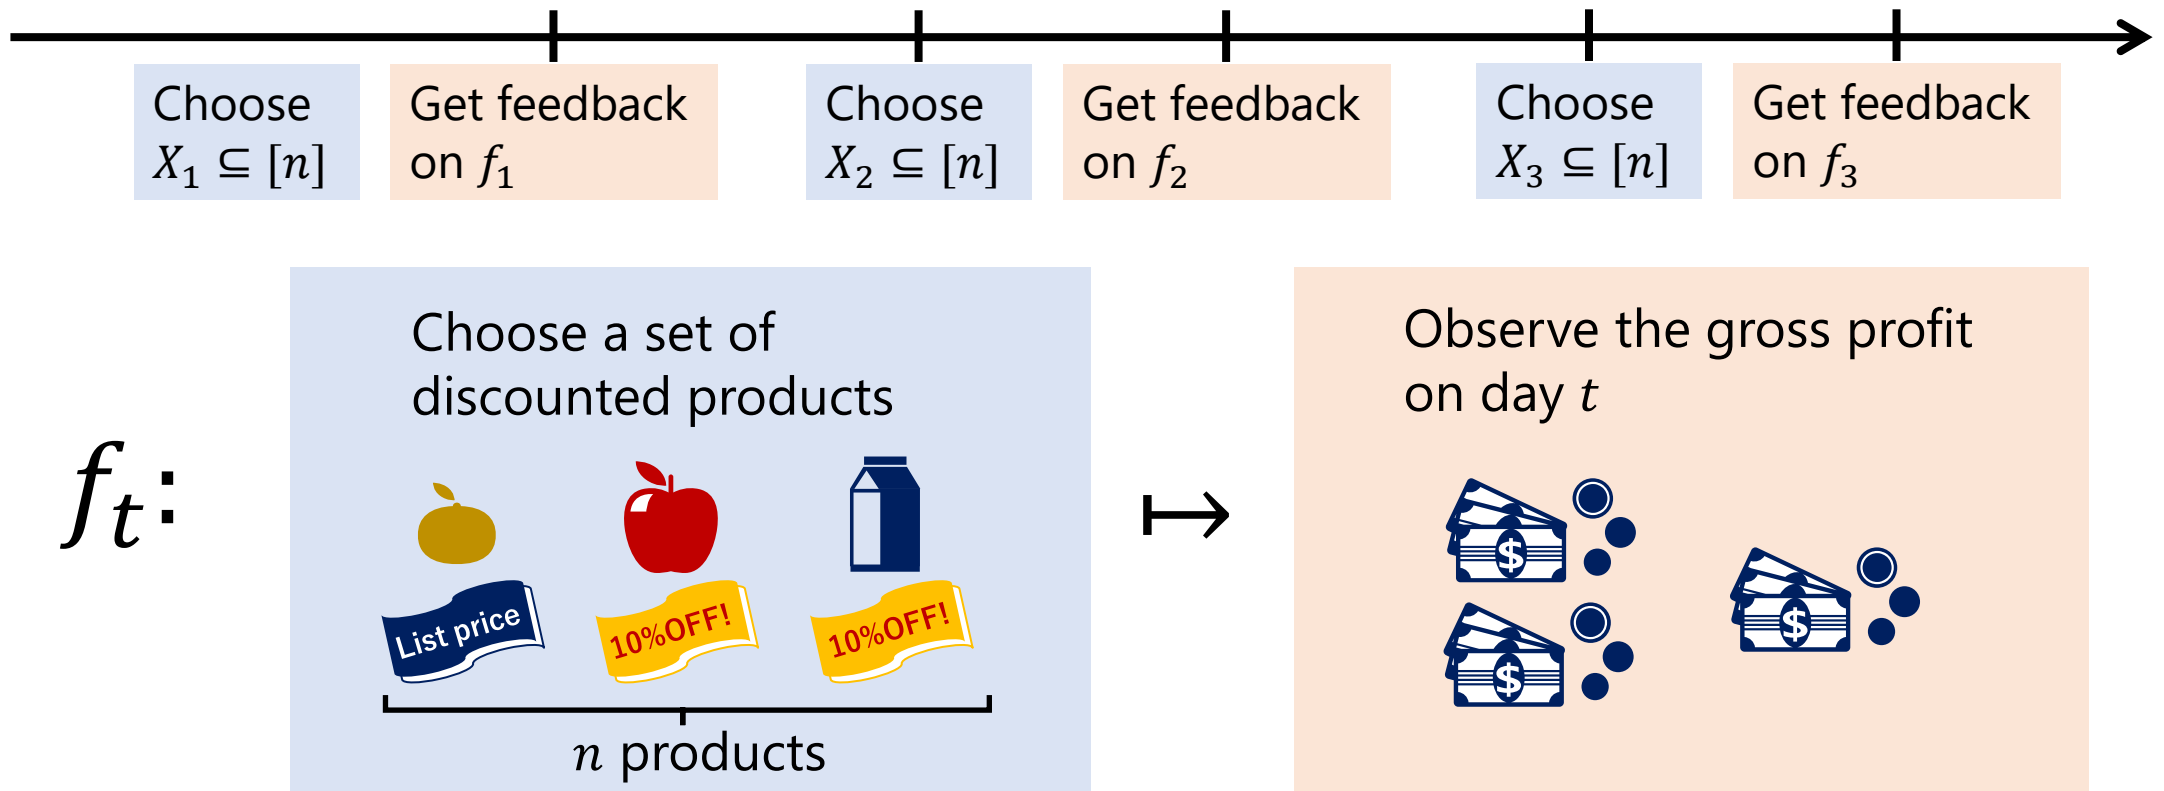 Choose
X₁ ⊆ [n]
Get feedback
on f₁
Choose
X₂ ⊆ [n]
Get feedback
on f₂
Choose
X₃ ⊆ [n]
Get feedback
on f₃
fₜ:
Choose a set of
discounted products
List price
10%OFF!
10%OFF!
n products
↦
Observe the gross profit
on day t
$
$
$